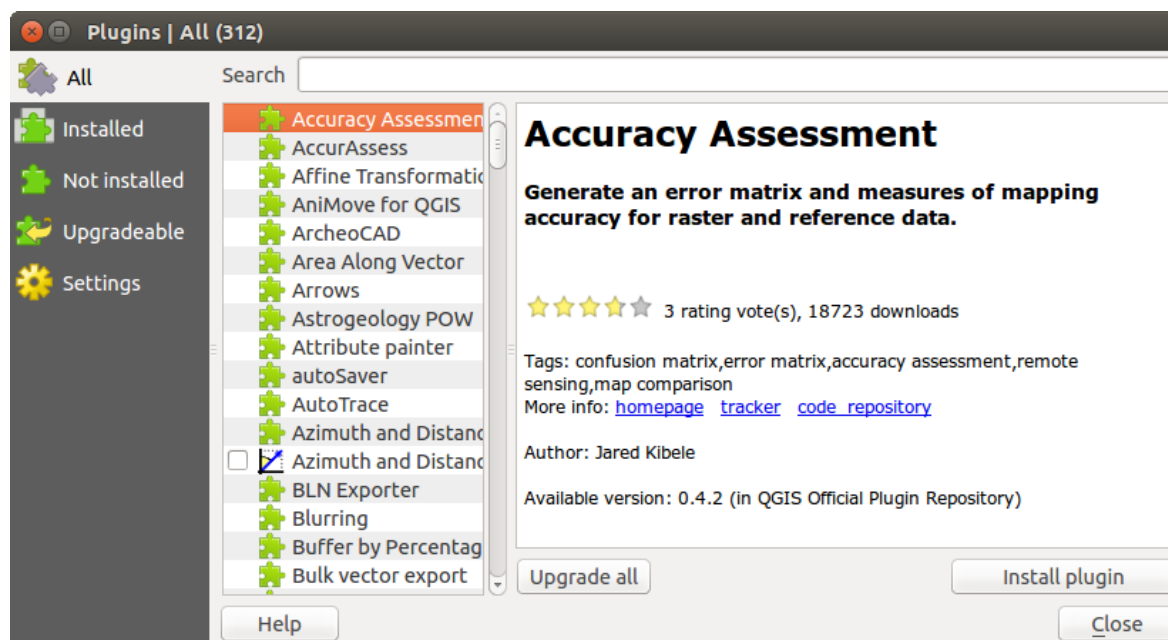 Plugins | All (312)
All
Installed
Not installed
Upgradeable
Settings
Search
Accuracy Assessmen
AccurAssess
Affine Transformatic
AniMove for QGIS
ArcheoCAD
Area Along Vector
Arrows
Astrogeology POW
Attribute painter
autoSaver
AutoTrace
Azimuth and Distanc
Azimuth and Distanc
BLN Exporter
Blurring
Buffer by Percentag
Bulk vector export
Accuracy Assessment
Generate an error matrix and measures of mapping
accuracy for raster and reference data.
3 rating vote(s), 18723 downloads
Tags: confusion matrix,error matrix,accuracy assessment,remote
sensing,map comparison
More info: homepage tracker code_repository
Author: Jared Kibele
Available version: 0.4.2 (in QGIS Official Plugin Repository)
Upgrade all
Install plugin
Help
Close